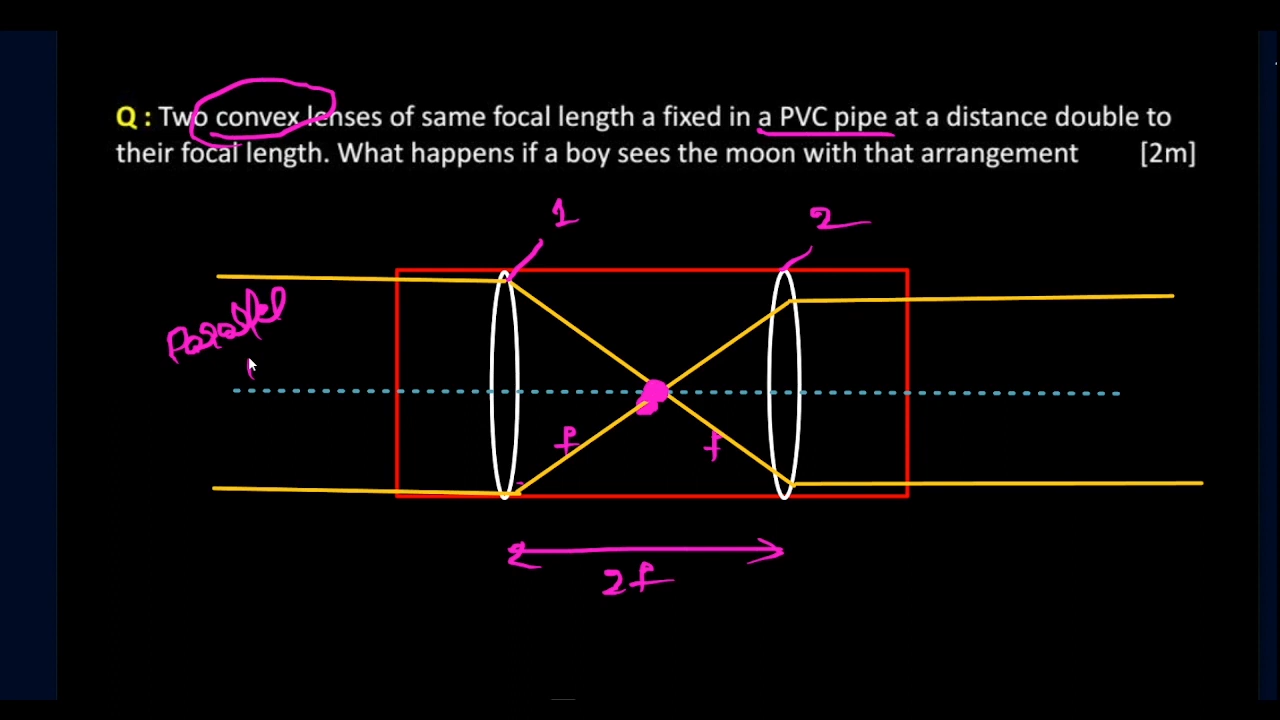 Q : Two convex lenses of same focal length a fixed in a PVC pipe at a distance double to
their focal length. What happens if a boy sees the moon with that arrangement [2m]
1
2
Parallel
f
f
2f